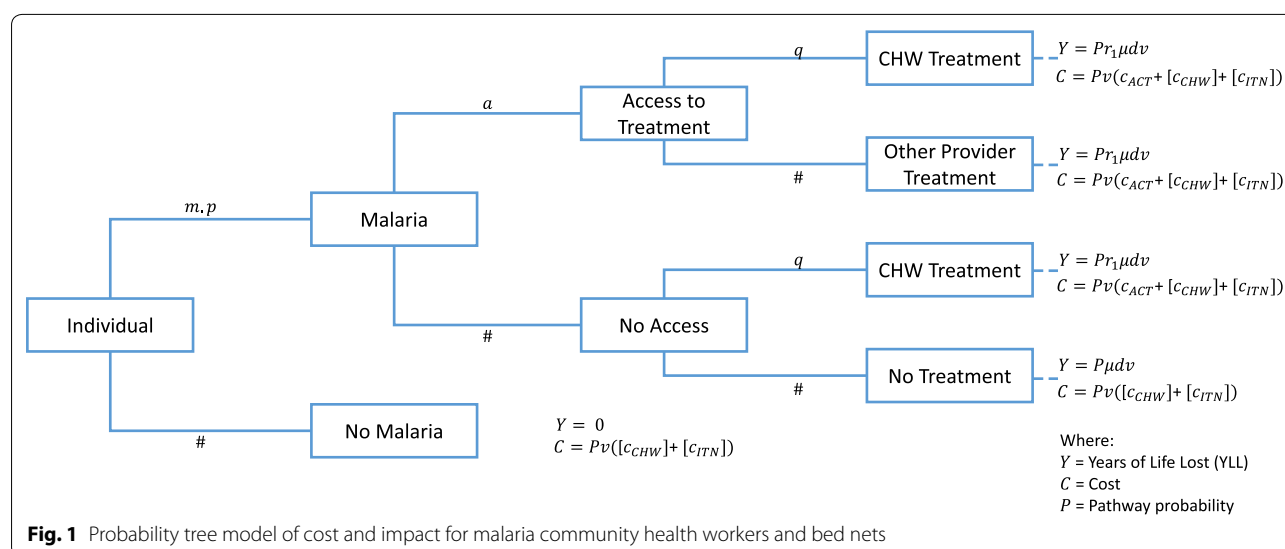 q
CHW Treatment
Y = Pr₁μdv
C = Pv(c_ACT + [c_CHW] + [c_ITN])
a
Access to
Treatment
#
Other Provider
Treatment
Y = Pr₁μdv
C = Pv(c_ACT + [c_CHW] + [c_ITN])
m.p
Malaria
q
CHW Treatment
Y = Pr₁μdv
C = Pv(c_ACT + [c_CHW] + [c_ITN])
Individual
#
No Access
#
No Treatment
Y = Pμdv
C = Pv([c_CHW] + [c_ITN])
#
No Malaria
Y = 0
C = Pv([c_CHW] + [c_ITN])
Where:
Y = Years of Life Lost (YLL)
C = Cost
P = Pathway probability
Fig. 1 Probability tree model of cost and impact for malaria community health workers and bed nets